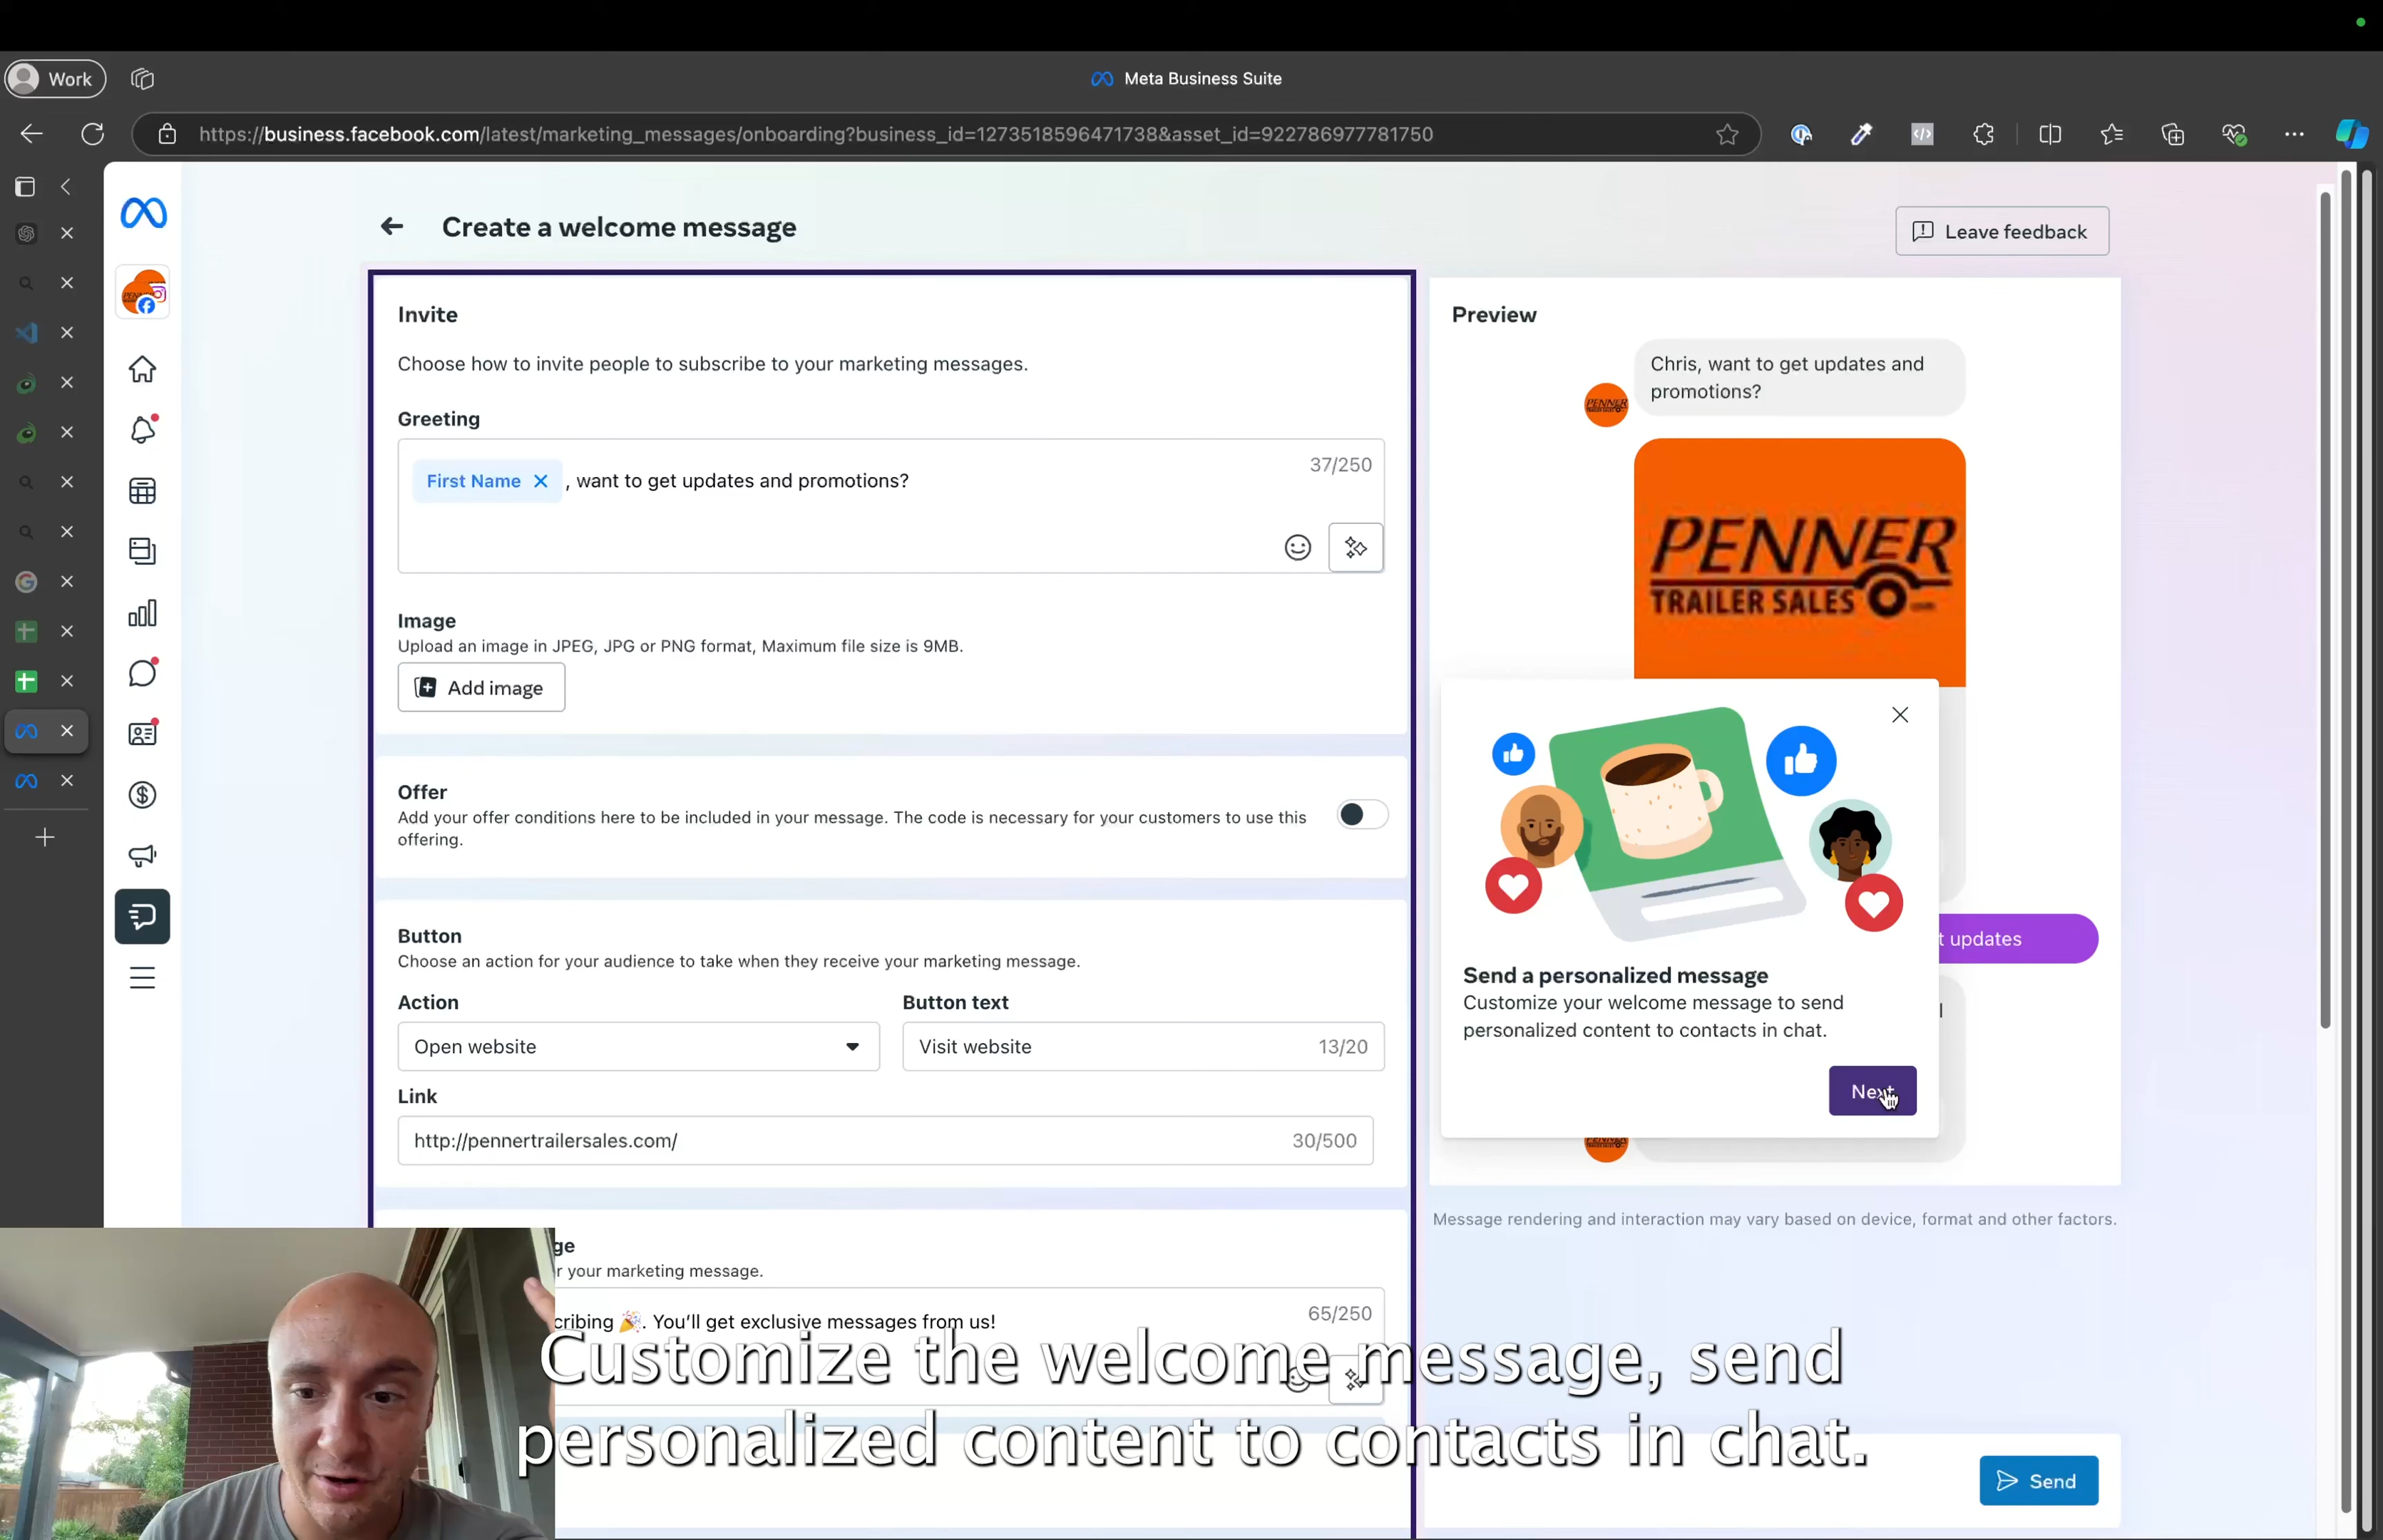 Work
Meta Business Suite
https://business.facebook.com/latest/marketing_messages/onboarding?business_id=1273518596471738&asset_id=922786977781750
Create a welcome message
Leave feedback
Invite
Choose how to invite people to subscribe to your marketing messages.
Greeting
37/250
First Name , want to get updates and promotions?
Image
Upload an image in JPEG, JPG or PNG format, Maximum file size is 9MB.
Add image
Offer
Add your offer conditions here to be included in your message. The code is necessary for your customers to use this
offering.
Button
Choose an action for your audience to take when they receive your marketing message.
Action
Button text
Open website
Visit website 13/20
Link
http://pennertrailersales.com/ 30/500
ge
r your marketing message.
65/250
cribing 🎉. You'll get exclusive messages from us!
Preview
Chris, want to get updates and
promotions?
PENNER
PENNER
TRAILER SALES
t updates
Send a personalized message
Customize your welcome message to send
personalized content to contacts in chat.
Next
Message rendering and interaction may vary based on device, format and other factors.
Customize the welcome message, send
personalized content to contacts in chat.
Send